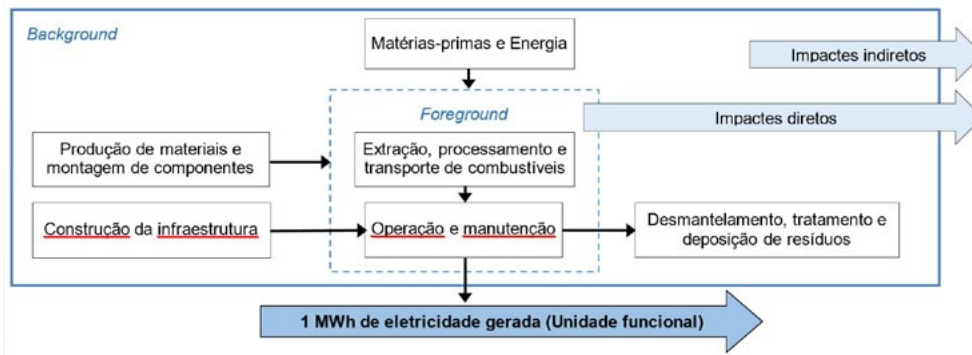 Background
Matérias-primas e Energia
Impactes indiretos
Foreground
Impactes diretos
Produção de materiais e
montagem de componentes
Extração, processamento e
transporte de combustíveis
Construção da infraestrutura
Operação e manutenção
Desmantelamento, tratamento e
deposição de resíduos
1 MWh de eletricidade gerada (Unidade funcional)